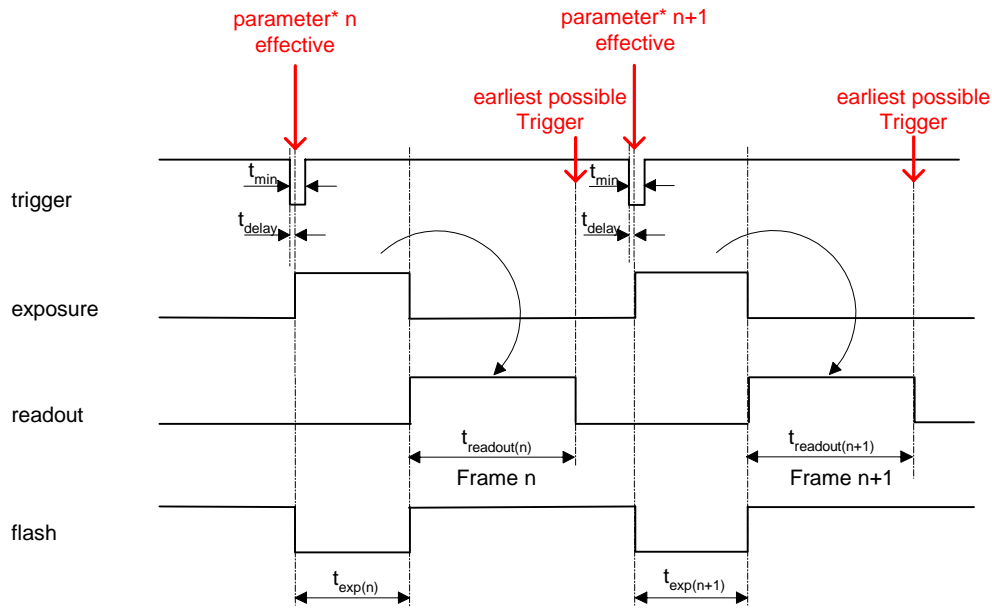 parameter* n
effective
parameter* n+1
effective
earliest possible
Trigger
earliest possible
Trigger
trigger
tmin
tmin
tdelay
tdelay
exposure
readout
treadout(n)
treadout(n+1)
Frame n
Frame n+1
flash
texp(n)
texp(n+1)